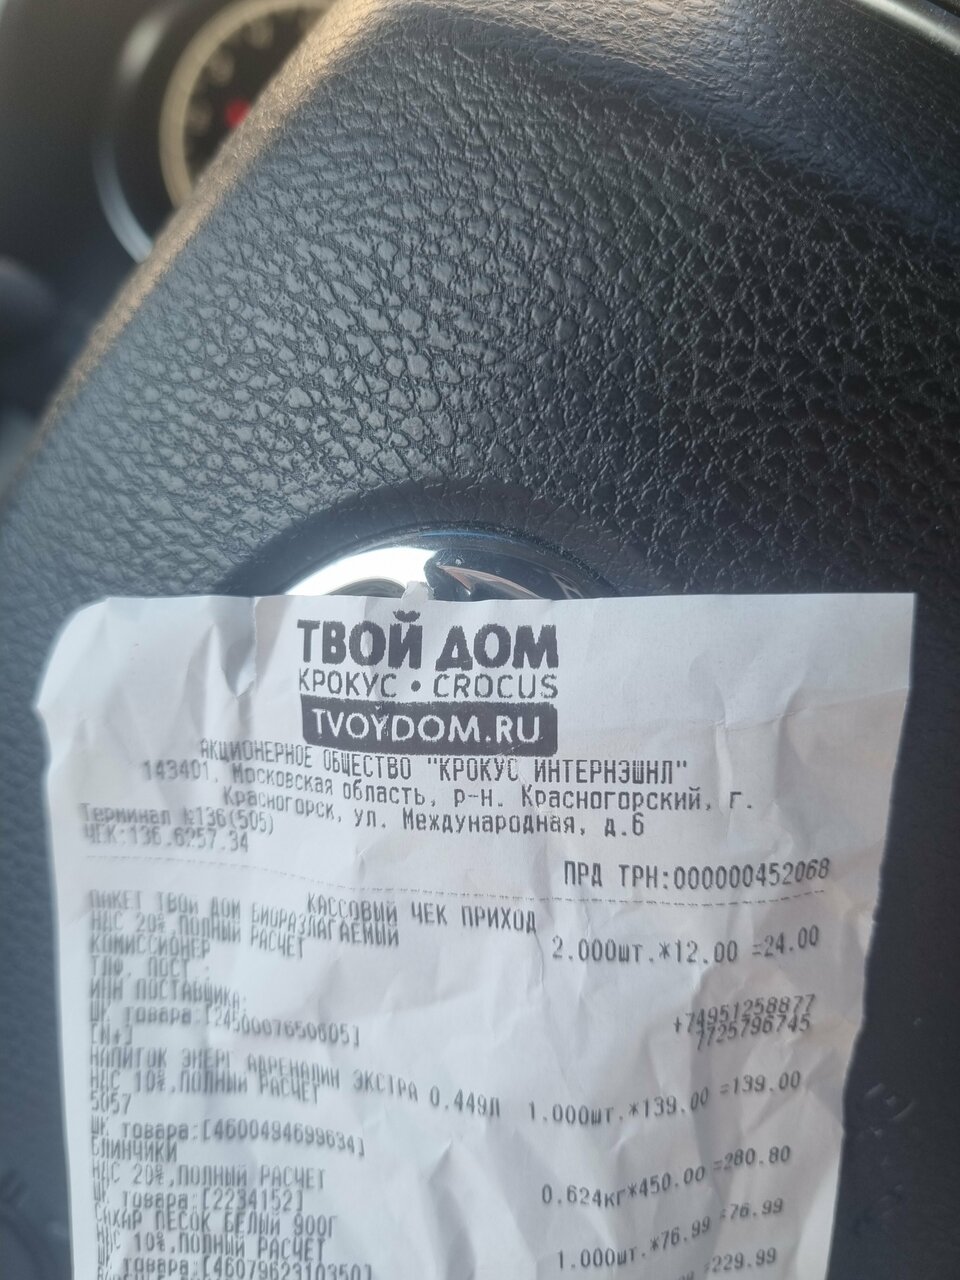 ТВОЙ ДОМ
КРОКУС • CROCUS
TVOYDOM.RU
АКЦИОНЕРНОЕ ОБЩЕСТВО "КРОКУС ИНТЕРНЭШНЛ"
143401, Московская область, р-н. Красногорский, г.
Красногорск, ул. Международная, д.6
Терминал №136(505)
ЧЕК:136.6257.34
ПРД ТРН:000000452068
КАССОВЫЙ ЧЕК ПРИХОД
ПАКЕТ ТВОЙ ДОМ БИОРАЗЛАГАЕМЫЙ
НДС 20%,ПОЛНЫЙ РАСЧЕТ 2.000шт.*12.00 =24.00
КОМИССИОНЕР
ТЛФ. ПОСТ.: +74951258877
ИНН ПОСТАВЩИКА: 7725796745
ШК товара:[2450007650605]
[М+]
НАПИТОК ЭНЕРГ АДРЕНАЛИН ЭКСТРА 0.449Л
НДС 10%,ПОЛНЫЙ РАСЧЕТ 1.000шт.*139.00 =139.00
5057
ШК товара:[4600494699634]
БЛИНЧИКИ
НДС 20%,ПОЛНЫЙ РАСЧЕТ 0.624кг*450.00 =280.80
ШК товара:[2234152]
САХАР ПЕСОК БЕЛЫЙ 900Г
НДС 10%,ПОЛНЫЙ РАСЧЕТ 1.000шт.*76.99 =76.99
ШК товара:[4607962310350]
=229.99